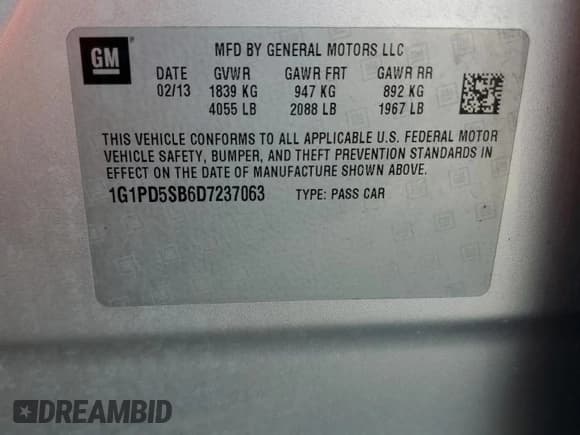 GM
MFD BY GENERAL MOTORS LLC
DATE GVWR GAWR FRT GAWR RR
02/13 1839 KG 947 KG 892 KG
4055 LB 2088 LB 1967 LB
THIS VEHICLE CONFORMS TO ALL APPLICABLE U.S. FEDERAL MOTOR
VEHICLE SAFETY, BUMPER, AND THEFT PREVENTION STANDARDS IN
EFFECT ON THE DATE OF MANUFACTURE SHOWN ABOVE.
1G1PD5SB6D7237063 TYPE: PASS CAR
DREAMBID